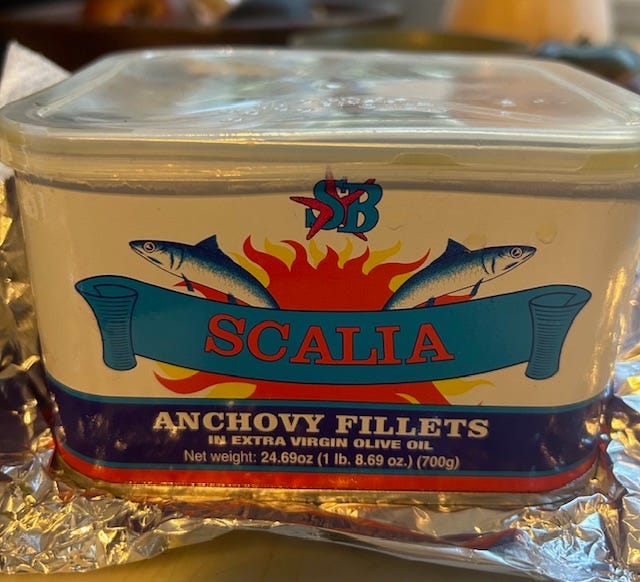 SB
SCALIA
ANCHOVY FILLETS
IN EXTRA VIRGIN OLIVE OIL
Net weight: 24.69oz (1 lb. 8.69 oz.) (700g)